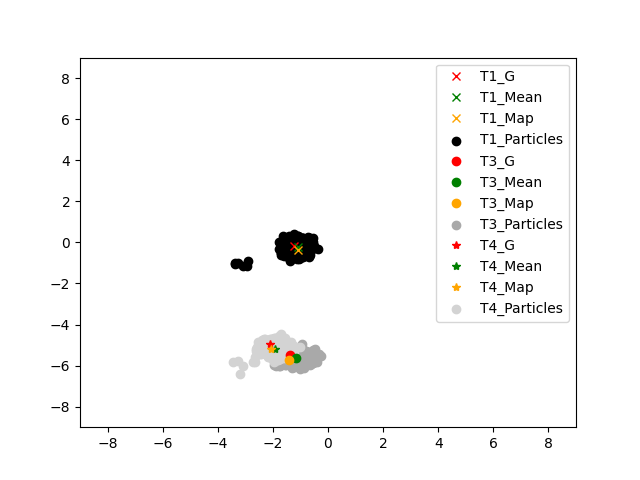 8
6
4
2
0
−2
−4
−6
−8
−8 −6 −4 −2 0 2 4 6 8
T1_G
T1_Mean
T1_Map
T1_Particles
T3_G
T3_Mean
T3_Map
T3_Particles
T4_G
T4_Mean
T4_Map
T4_Particles